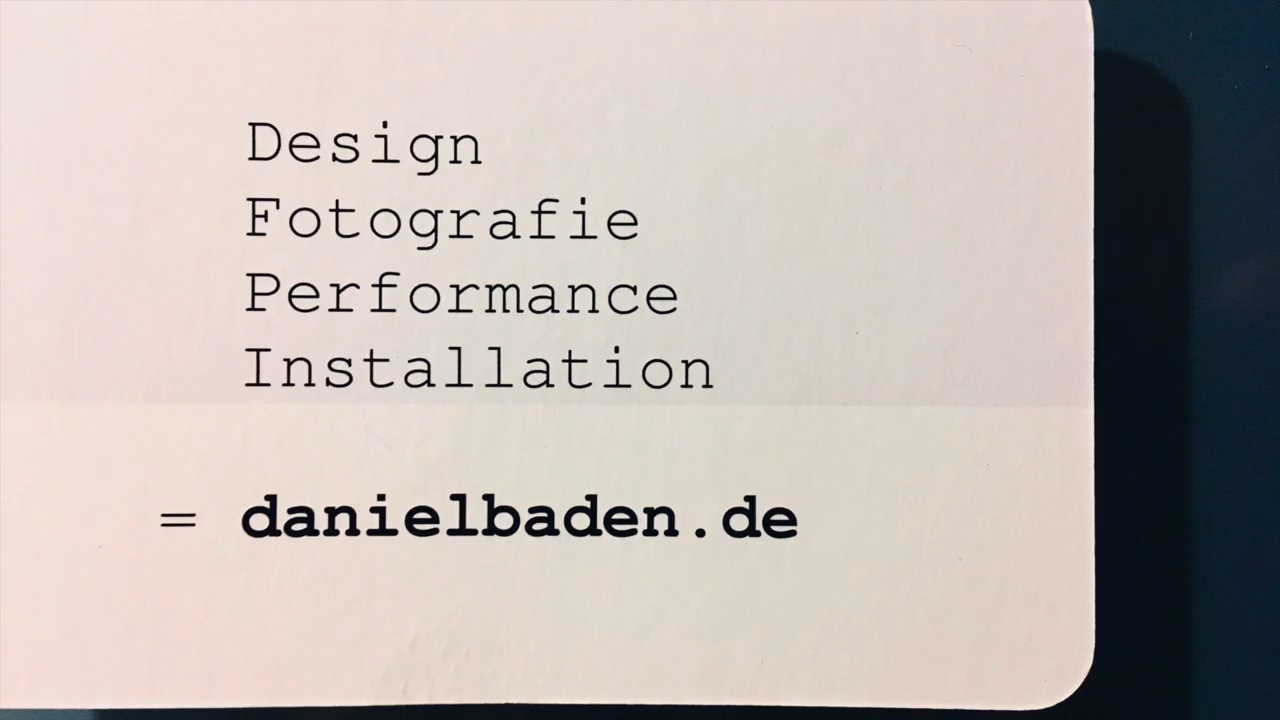 Design
Fotografie
Performance
Installation
= danielbaden.de